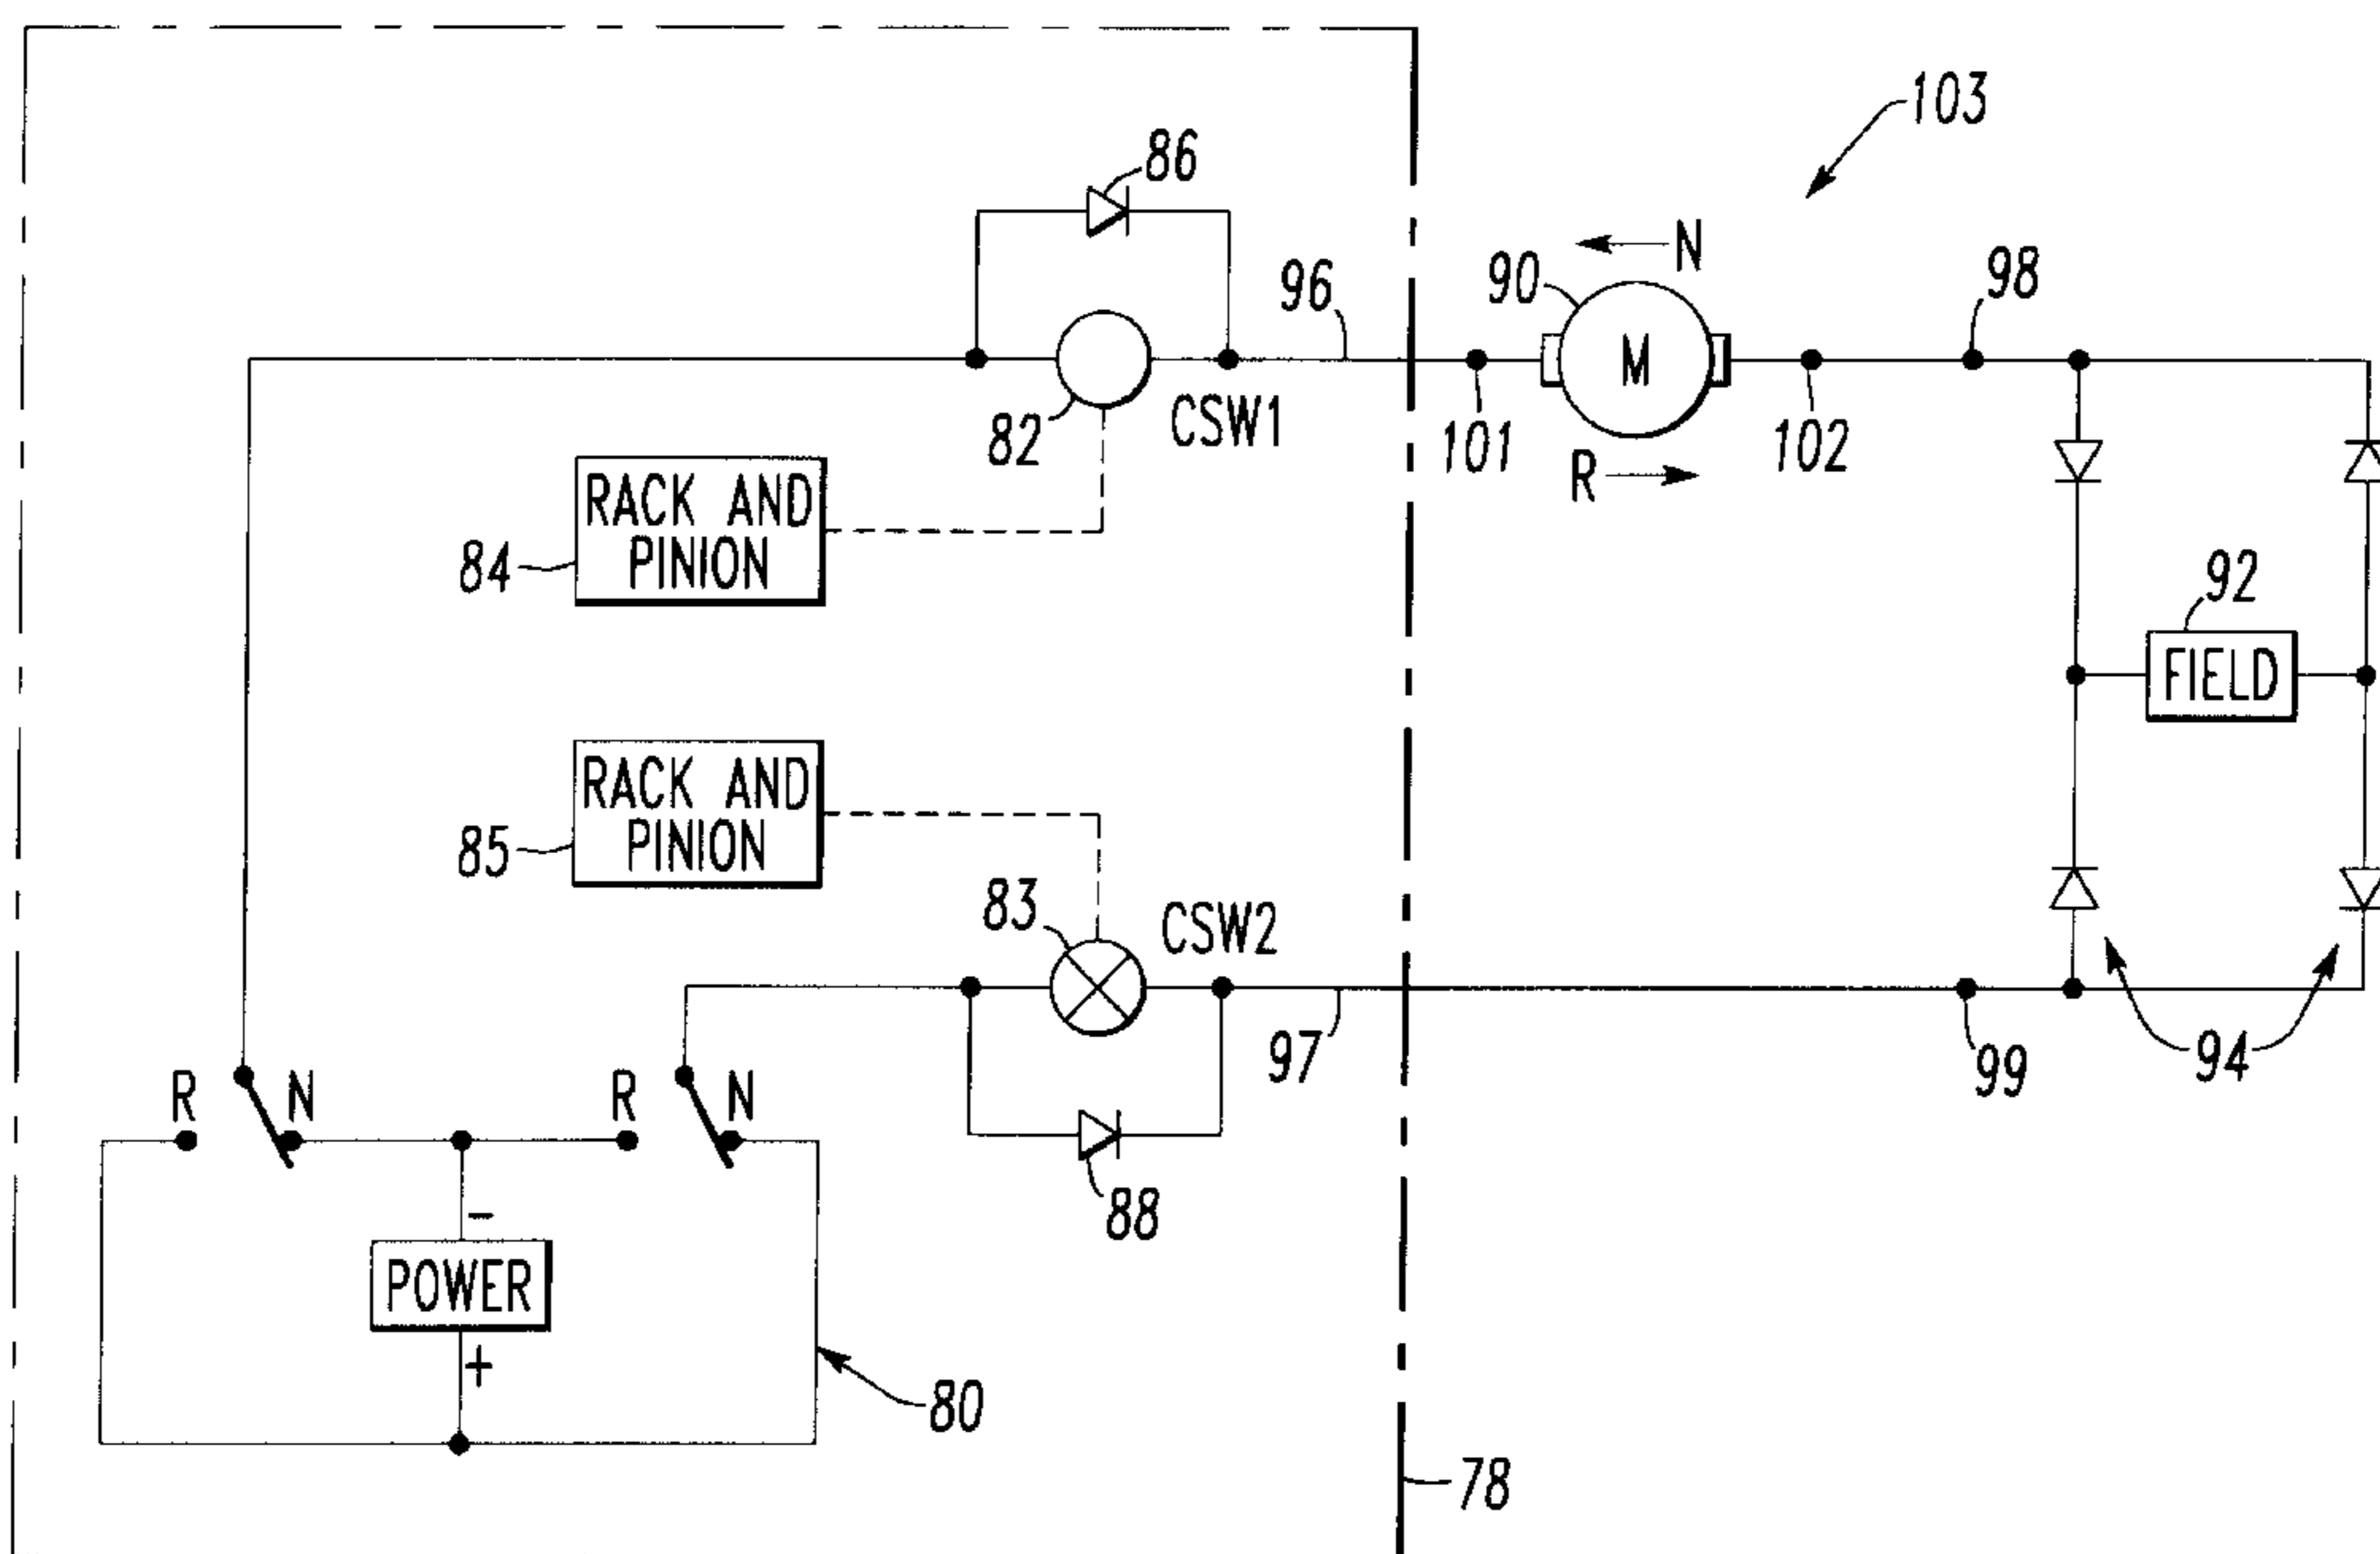 103
86
N
98
96
90
M
82
CSW1
101
102
R
RACK AND
PINION
84
92
FIELD
RACK AND
PINION
85
83
CSW2
97
99
94
R
N
R
N
88
-
POWER
+
80
78